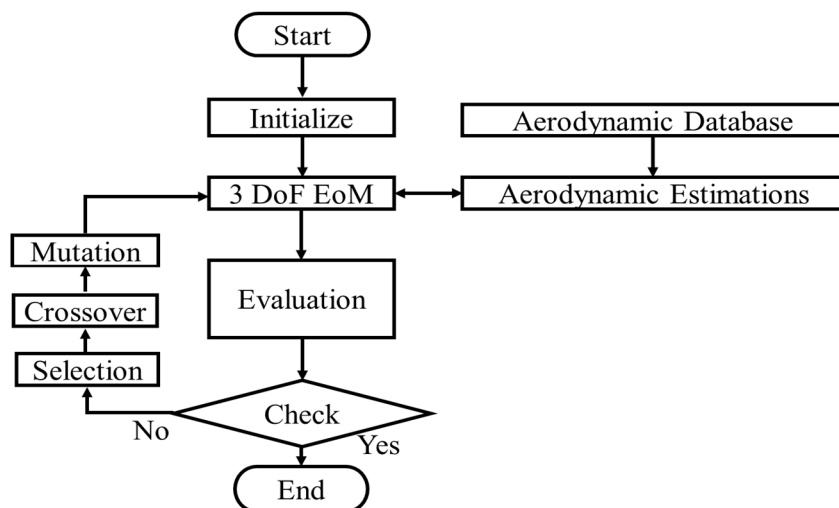 Start
Initialize
Aerodynamic Database
3 DoF EoM
Aerodynamic Estimations
Mutation
Evaluation
Crossover
Selection
Check
No
Yes
End